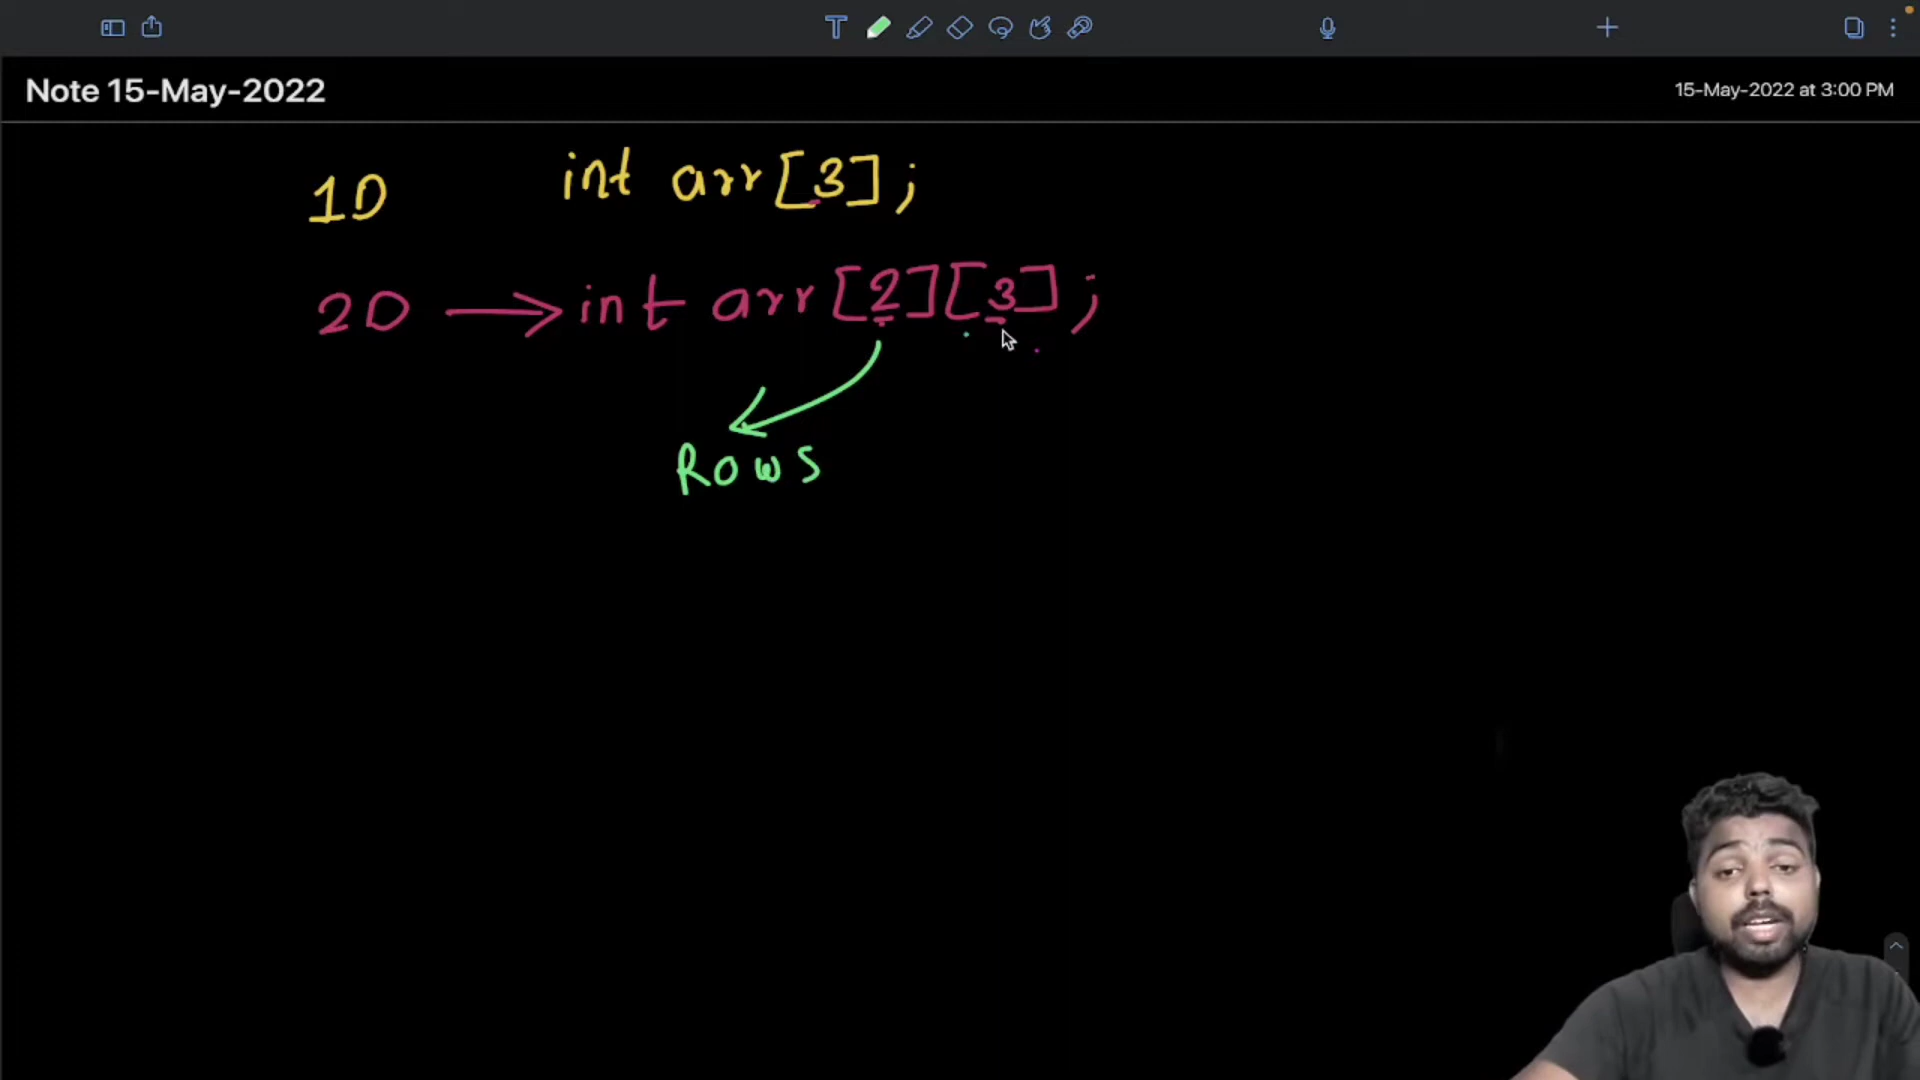 Note 15-May-2022
15-May-2022 at 3:00 PM
1D int arr[3];
2D → int arr[2][3];
Rows